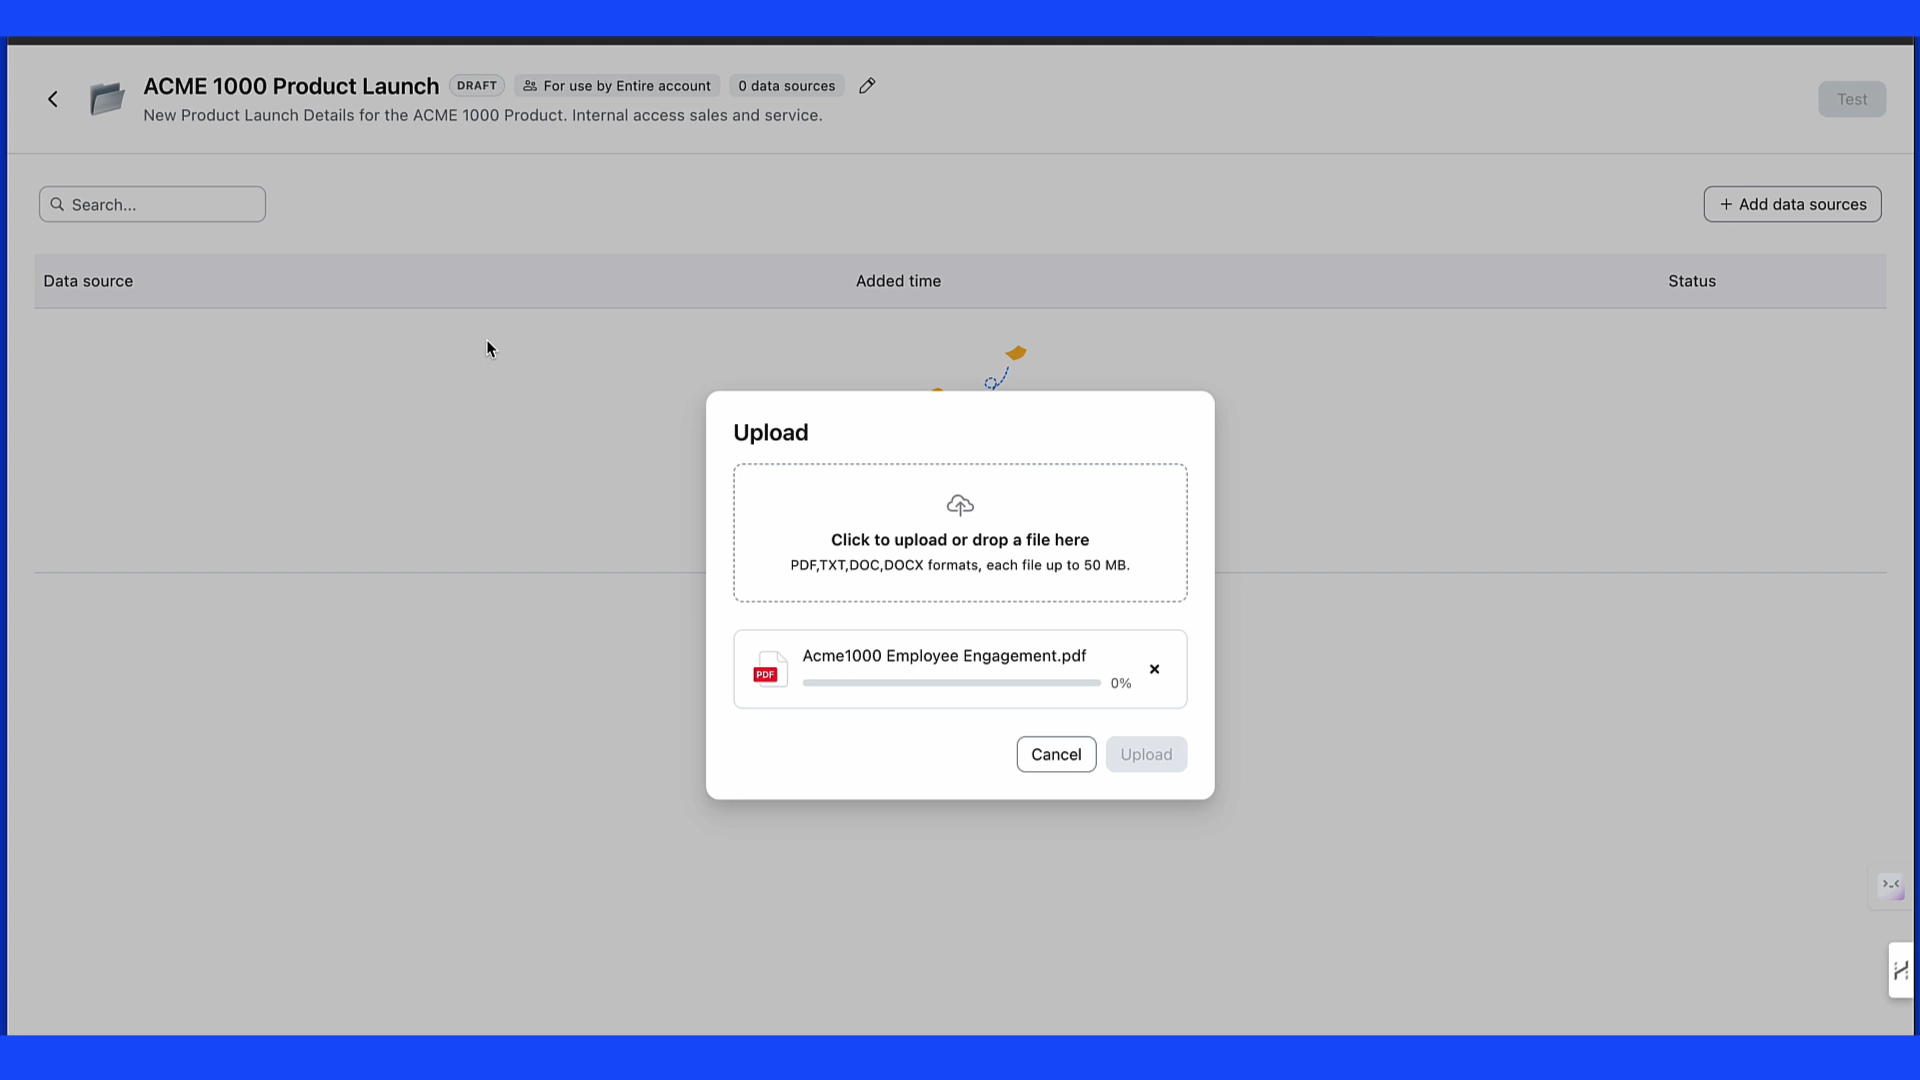 ACME 1000 Product Launch DRAFT For use by Entire account 0 data sources
New Product Launch Details for the ACME 1000 Product. Internal access sales and service.
Test
Search...
+ Add data sources
Data source Added time Status
Upload
Click to upload or drop a file here
PDF,TXT,DOC,DOCX formats, each file up to 50 MB.
PDF
Acme1000 Employee Engagement.pdf
0%
Cancel Upload